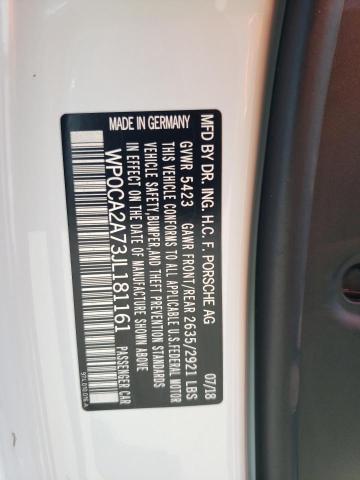 MFD BY DR. ING. H.C. F. PORSCHE AG
07/18
GVWR 5423 GAWR FRONT/REAR 2635/2921 LBS
THIS VEHICLE CONFORMS TO ALL APPLICABLE U.S.FEDERAL MOTOR
VEHICLE SAFETY,BUMPER,AND THEFT PREVENTION STANDARDS IN
EFFECT ON THE DATE OF MANUFACTURE SHOWN ABOVE
WP0CA2A73JL181161
PASSENGER CAR
MADE IN GERMANY